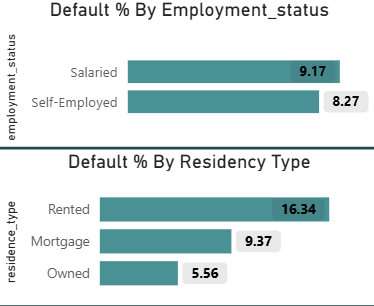 Default % By Employment_status
employment_status
Salaried 9.17
Self-Employed 8.27
Default % By Residency Type
residence_type
Rented 16.34
Mortgage 9.37
Owned 5.56